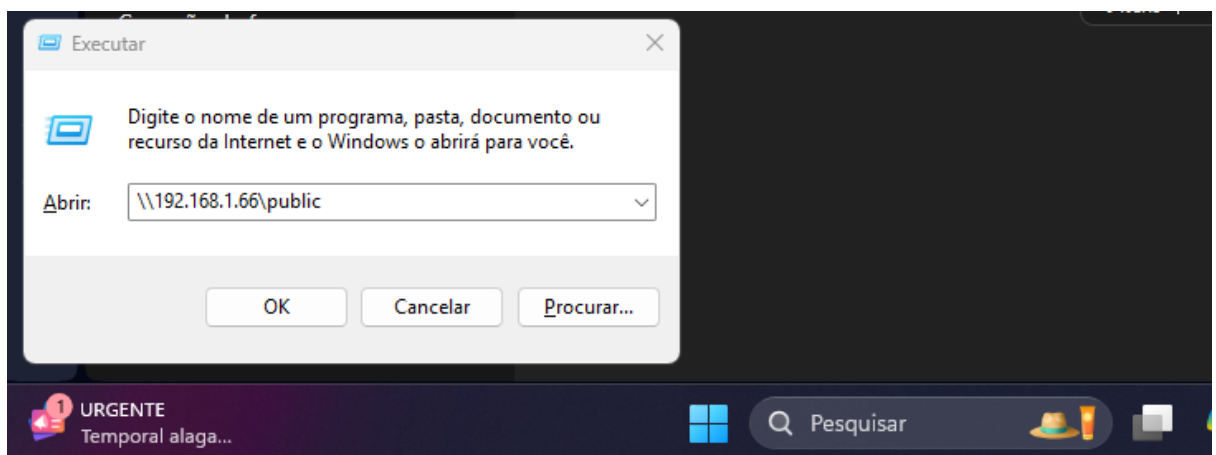 Executar
Digite o nome de um programa, pasta, documento ou
recurso da Internet e o Windows o abrirá para você.
Abrir:
\\192.168.1.66\public
OK
Cancelar
Procurar...
1
URGENTE
Temporal alaga...
Pesquisar